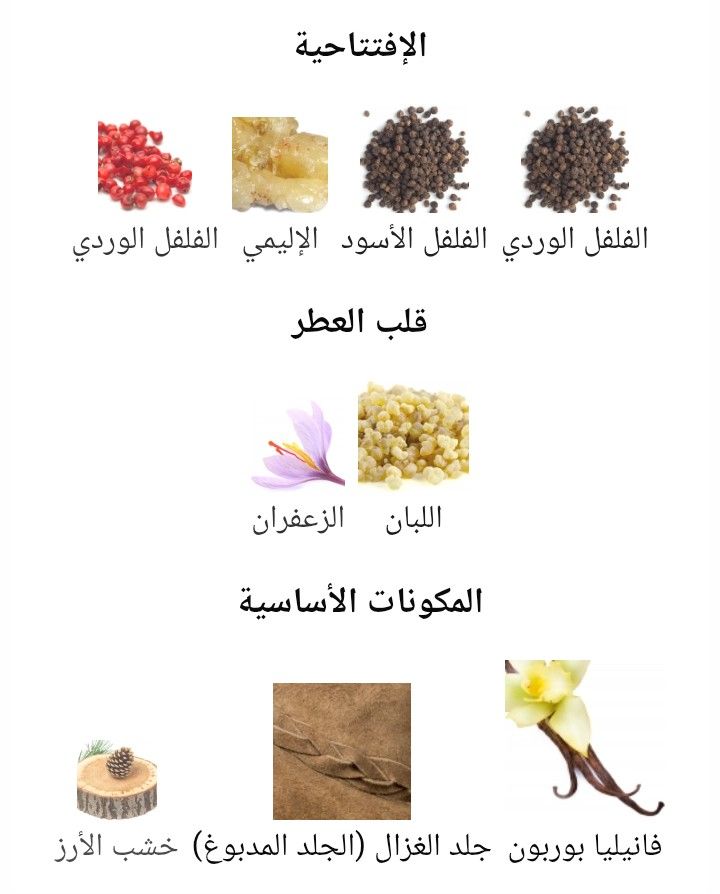 الإفتتاحية
الفلفل الوردي الفلفل الأسود الإليمي الفلفل الوردي
قلب العطر
اللبان الزعفران
المكونات الأساسية
فانيليا بوربون جلد الغزال (الجلد المدبوغ) خشب الأرز